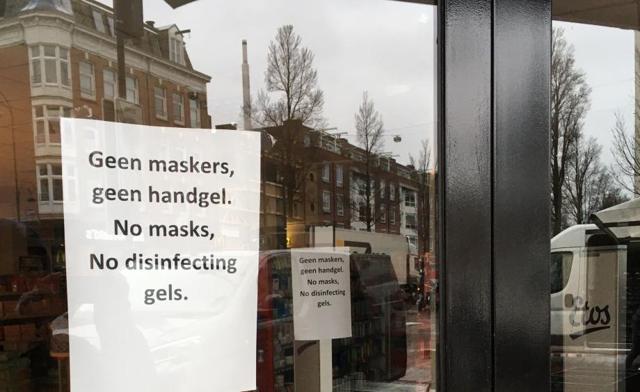 Geen maskers,
geen handgel.
No masks,
No disinfecting
gels.
Geen maskers,
geen handgel.
No masks,
No disinfecting
gels.
Etos